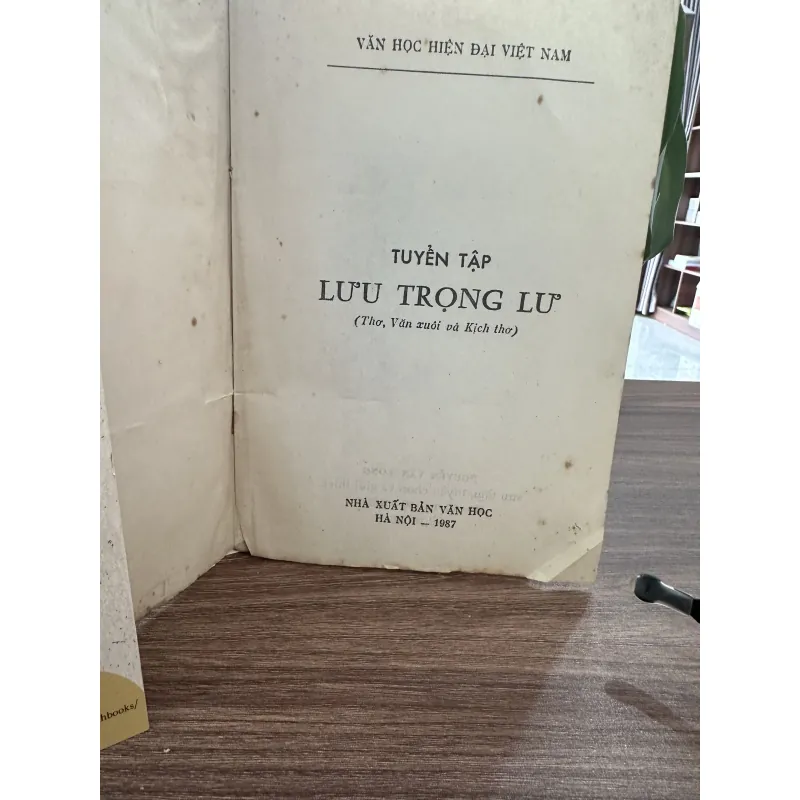 VĂN HỌC HIỆN ĐẠI VIỆT NAM
TUYỂN TẬP
LƯU TRỌNG LƯ
(Thơ, Văn xuôi và Kịch thơ)
NHÀ XUẤT BẢN VĂN HỌC
HÀ NỘI — 1987
hbooks/